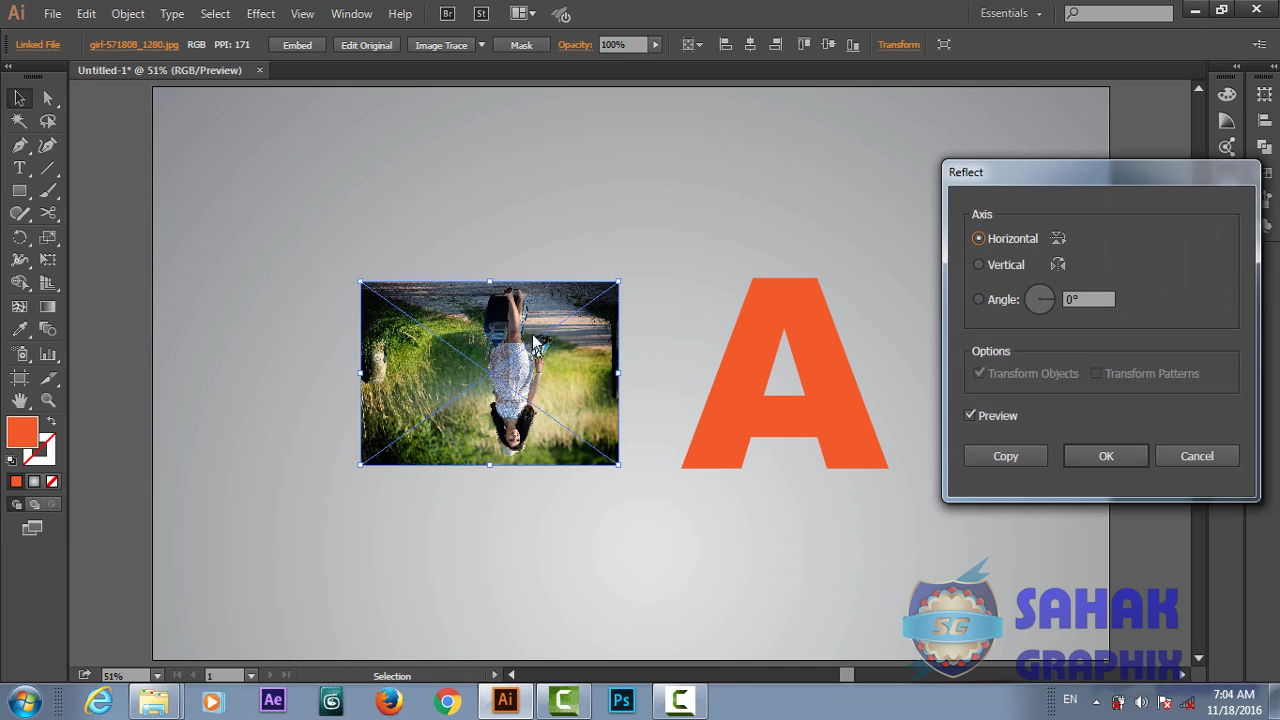 Ai File Edit Object Type Select Effect View Window Help Br St Essentials
Linked File girl-571808_1280.jpg RGB PPI: 171 Embed Edit Original Image Trace Mask Opacity: 100% Transform
Untitled-1* @ 51% (RGB/Preview) ×
Reflect
Axis
Horizontal
Vertical
Angle: 0°
Options
Transform Objects Transform Patterns
Preview
Copy OK Cancel
A
T
SG
SAHAK
GRAPHIX
51% 1 Selection
Ae Ai C Ps C EN 7:04 AM
11/18/2016